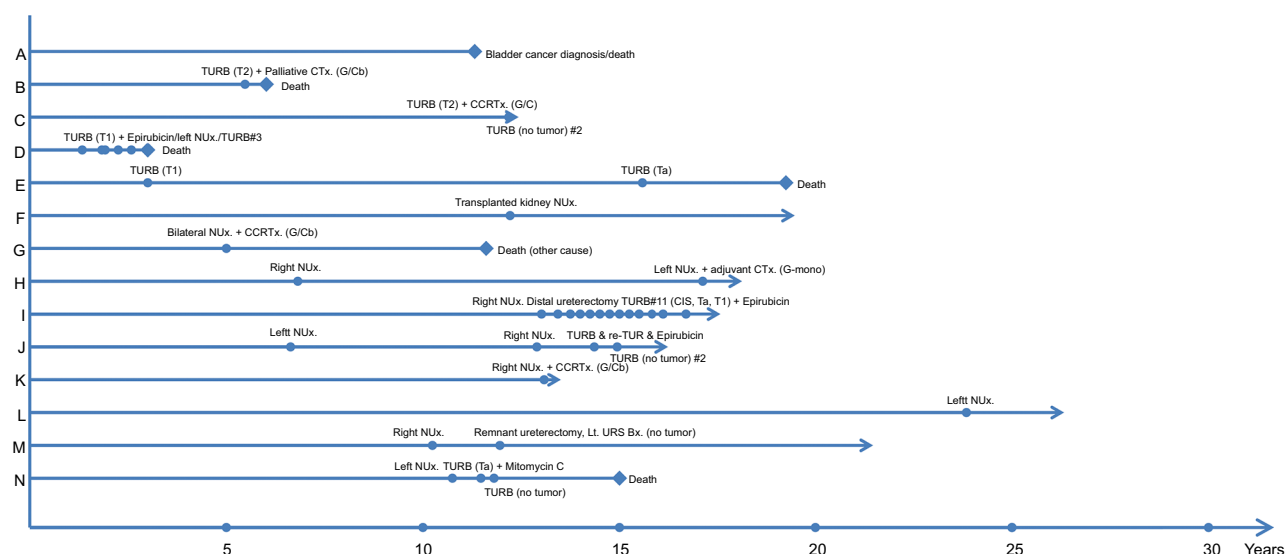 A
Bladder cancer diagnosis/death
TURB (T2) + Palliative CTx. (G/Cb)
B
Death
TURB (T2) + CCRTx. (G/C)
C
TURB (no tumor) #2
TURB (T1) + Epirubicin/left NUx./TURB#3
D
Death
TURB (T1)
TURB (Ta)
E
Death
Transplanted kidney NUx.
F
Bilateral NUx. + CCRTx. (G/Cb)
G
Death (other cause)
Right NUx.
Left NUx. + adjuvant CTx. (G-mono)
H
Right NUx. Distal ureterectomy TURB#11 (CIS, Ta, T1) + Epirubicin
I
Leftt NUx.
Right NUx.
TURB & re-TUR & Epirubicin
J
TURB (no tumor) #2
Right NUx. + CCRTx. (G/Cb)
K
Leftt NUx.
L
Right NUx.
Remnant ureterectomy, Lt. URS Bx. (no tumor)
M
Left NUx. TURB (Ta) + Mitomycin C
N
Death
TURB (no tumor)
5
10
15
20
25
30
Years